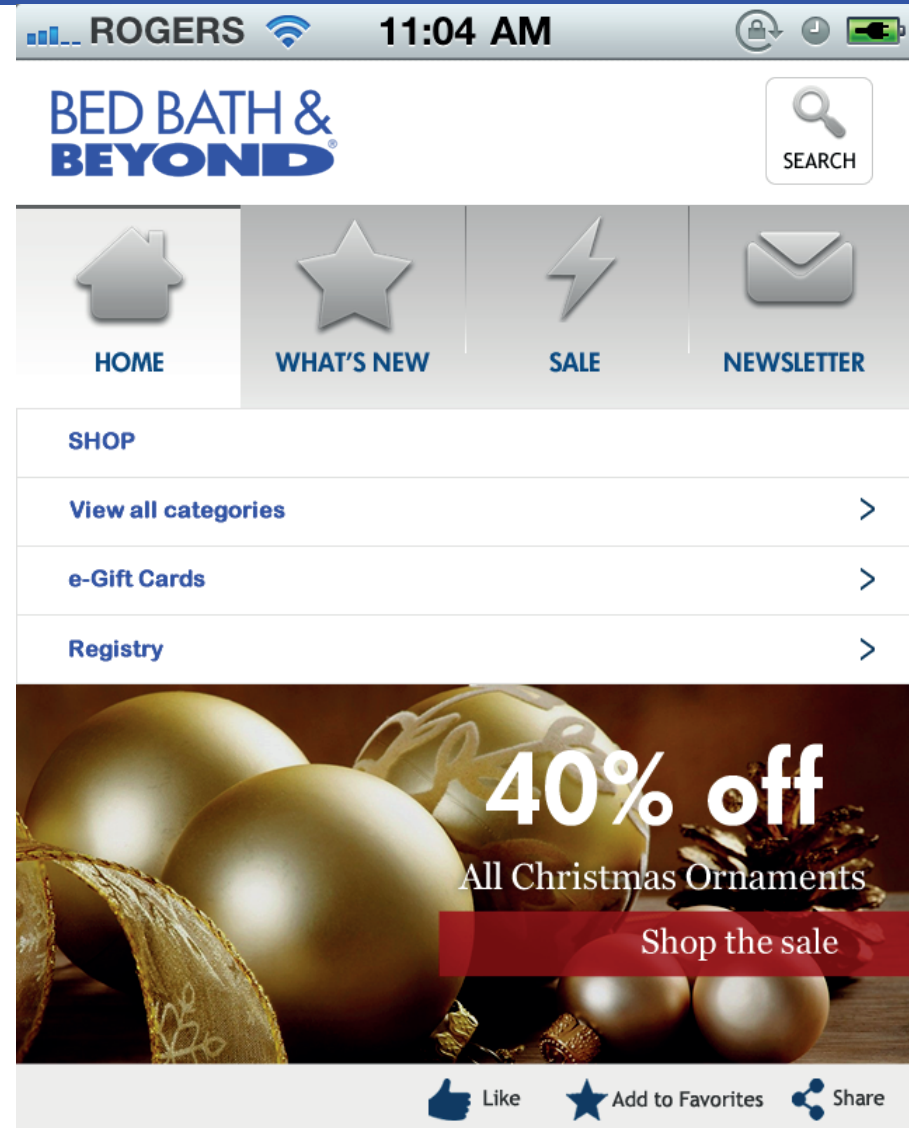 ROGERS 11:04 AM
BED BATH &
BEYOND®
SEARCH
HOME WHAT'S NEW SALE NEWSLETTER
SHOP
View all categories >
e-Gift Cards >
Registry >
40% off
All Christmas Ornaments
Shop the sale
Like Add to Favorites Share